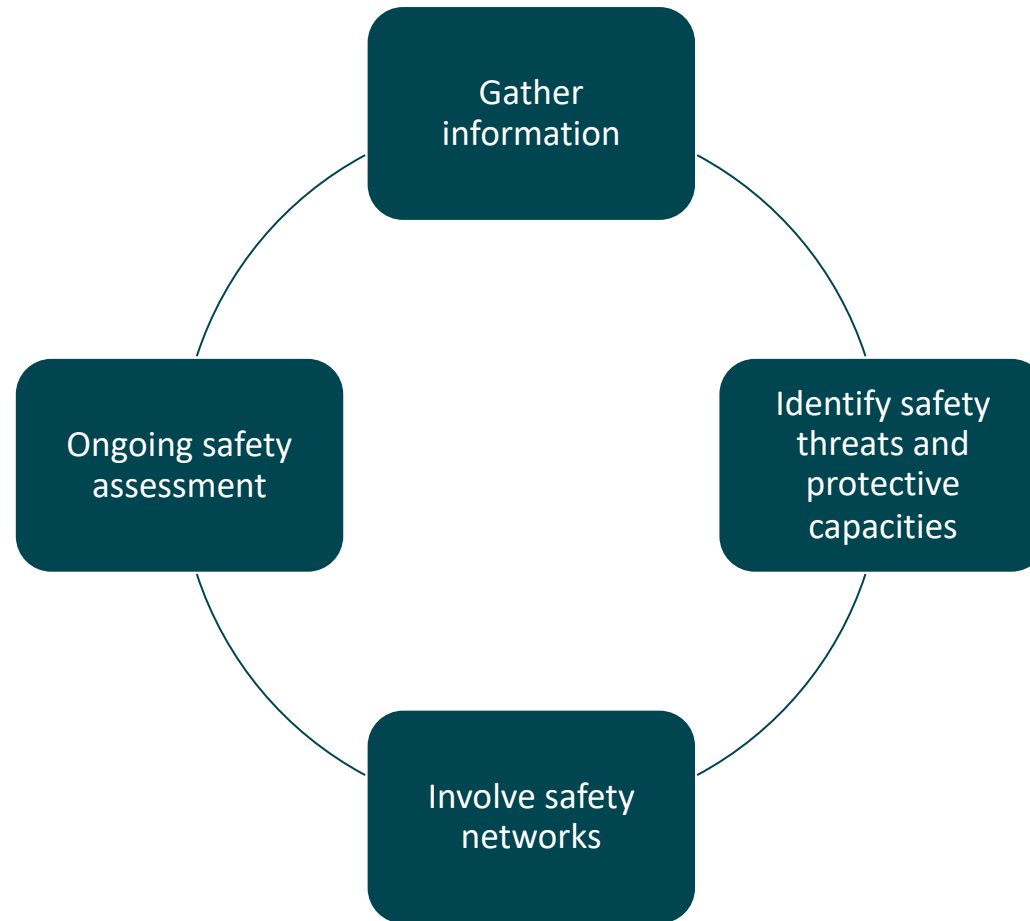 Gather
information
Identify safety
threats and
protective
capacities
Involve safety
networks
Ongoing safety
assessment